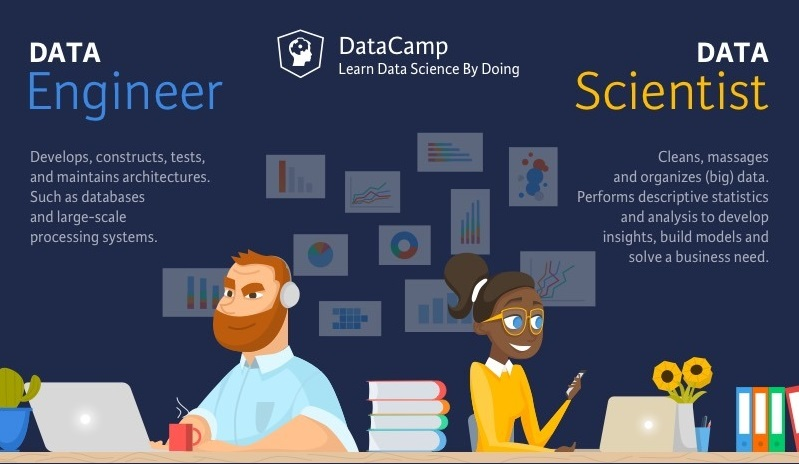 DATA
Engineer
Develops, constructs, tests,
and maintains architectures.
Such as databases
and large-scale
processing systems.
DataCamp
Learn Data Science By Doing
DATA
Scientist
Cleans, massages
and organizes (big) data.
Performs descriptive statistics
and analysis to develop
insights, build models and
solve a business need.